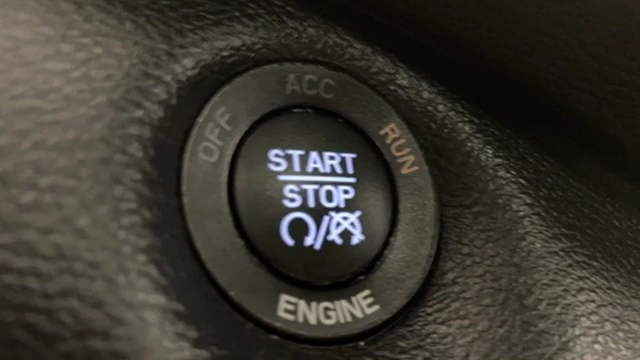 OFF
ACC
RUN
START
STOP
ENGINE